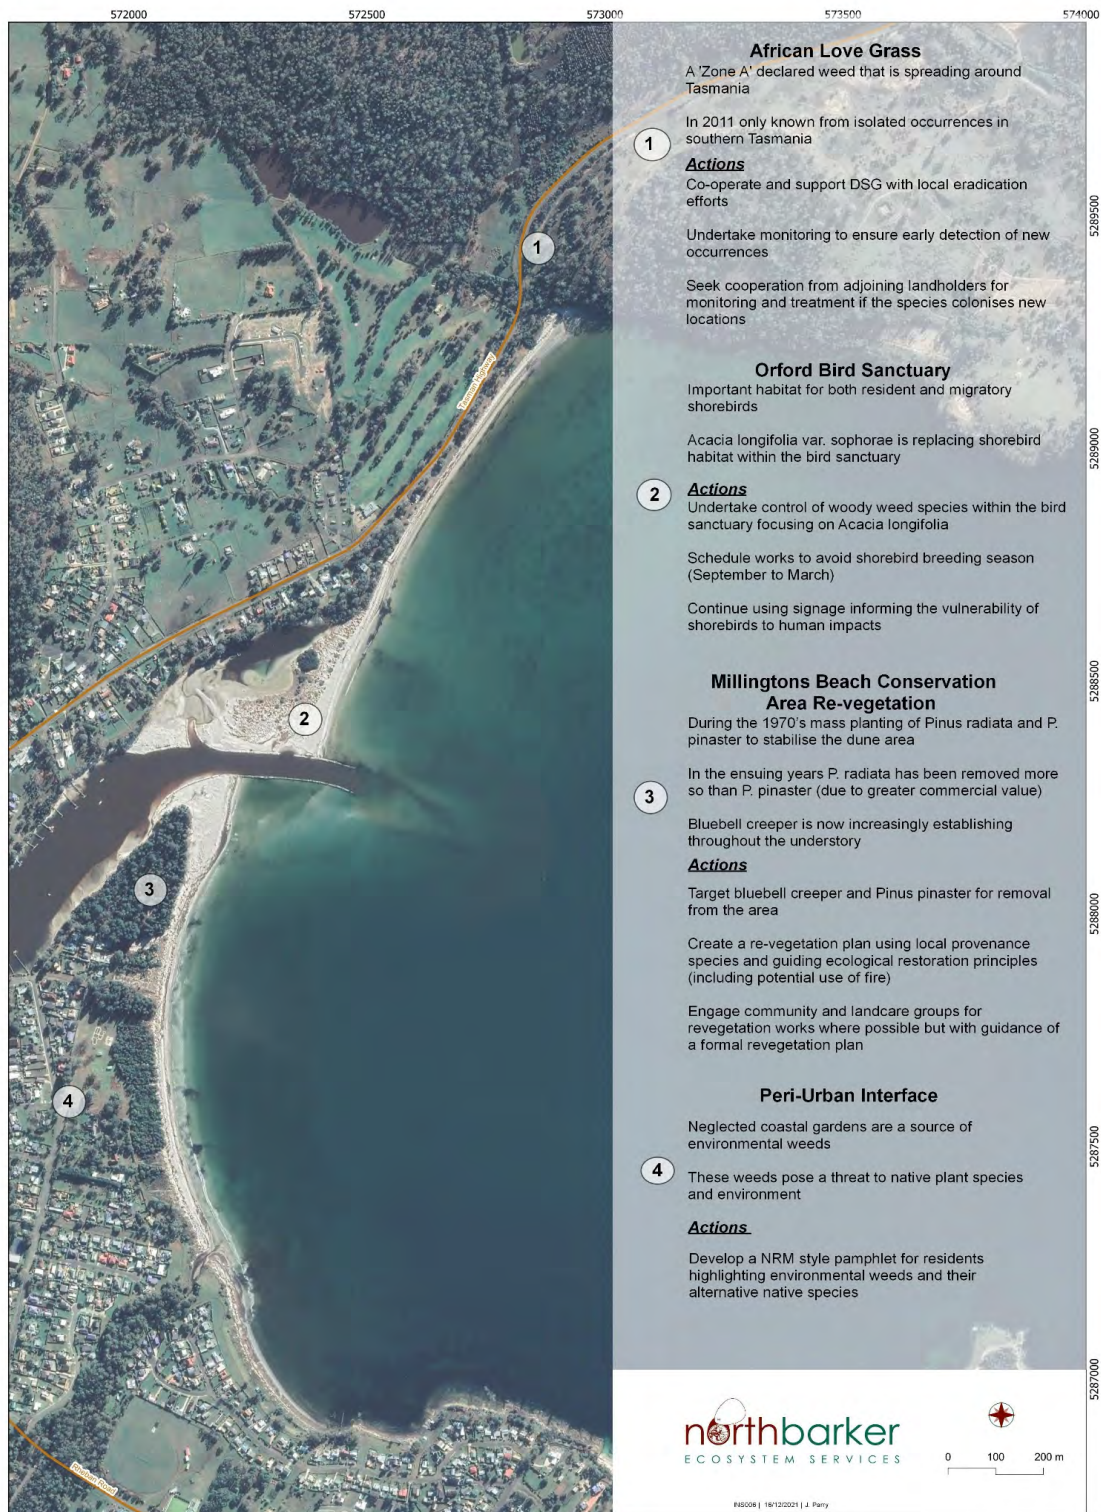 572000
572500
573000
573500
574000
African Love Grass
A 'Zone A' declared weed that is spreading around
Tasmania
In 2011 only known from isolated occurrences in
southern Tasmania
1
Actions
Co-operate and support DSG with local eradication
efforts
Undertake monitoring to ensure early detection of new
occurrences
Seek cooperation from adjoining landholders for
monitoring and treatment if the species colonises new
locations
Orford Bird Sanctuary
Important habitat for both resident and migratory
shorebirds
Acacia longifolia var. sophorae is replacing shorebird
habitat within the bird sanctuary
2
Actions
Undertake control of woody weed species within the bird
sanctuary focusing on Acacia longifolia
Schedule works to avoid shorebird breeding season
(September to March)
Continue using signage informing the vulnerability of
shorebirds to human impacts
Millingtons Beach Conservation
Area Re-vegetation
During the 1970's mass planting of Pinus radiata and P.
pinaster to stabilise the dune area
In the ensuing years P. radiata has been removed more
so than P. pinaster (due to greater commercial value)
3
Bluebell creeper is now increasingly establishing
throughout the understory
Actions
Target bluebell creeper and Pinus pinaster for removal
from the area
Create a re-vegetation plan using local provenance
species and guiding ecological restoration principles
(including potential use of fire)
Engage community and landcare groups for
revegetation works where possible but with guidance of
a formal revegetation plan
Peri-Urban Interface
Neglected coastal gardens are a source of
environmental weeds
4
These weeds pose a threat to native plant species
and environment
Actions
Develop a NRM style pamphlet for residents
highlighting environmental weeds and their
alternative native species
1
Tasman Highway
2
3
4
Rheban Road
5289500
5289000
5288500
5288000
5287500
5287000
northbarker
ECOSYSTEM SERVICES
0 100 200 m
INS006 | 16/12/2021 | J. Parry